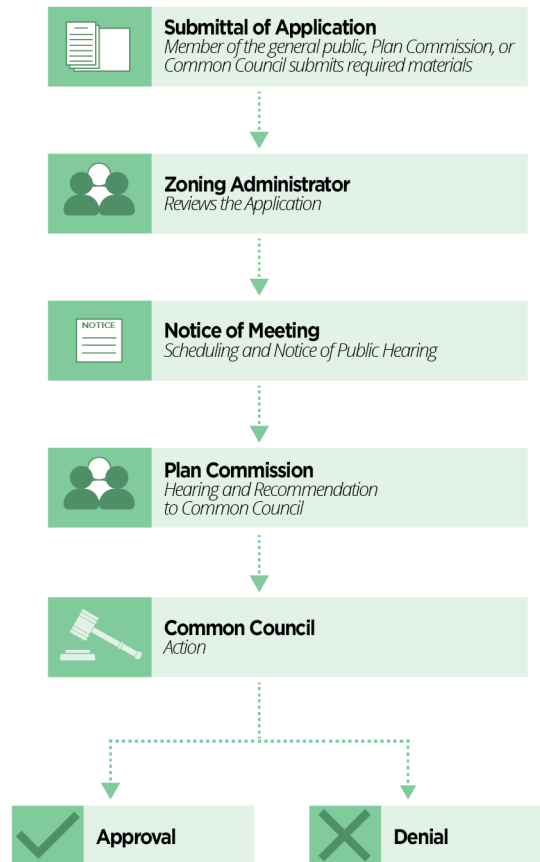 Submittal of Application
Member of the general public, Plan Commission, or
Common Council submits required materials
Zoning Administrator
Reviews the Application
NOTICE
Notice of Meeting
Scheduling and Notice of Public Hearing
Plan Commission
Hearing and Recommendation
to Common Council
Common Council
Action
Approval
Denial